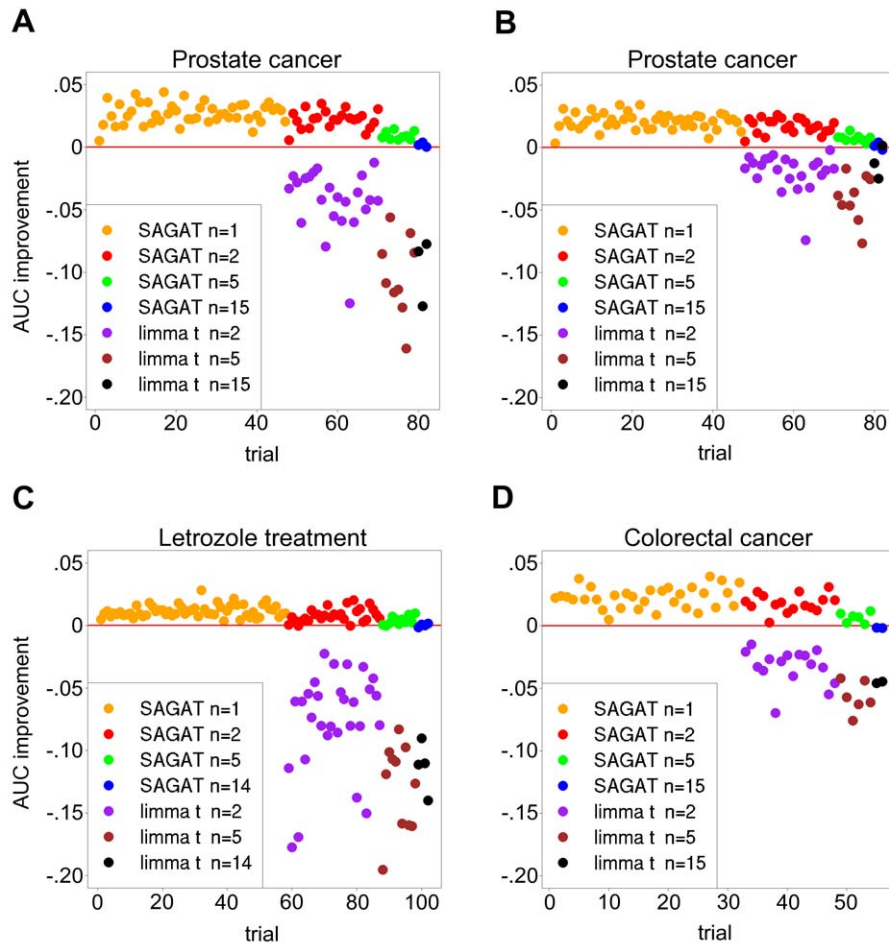 A
Prostate cancer
.05
0
-.05
-.10
-.15
-.20
AUC improvement
SAGAT n=1
SAGAT n=2
SAGAT n=5
SAGAT n=15
limma t n=2
limma t n=5
limma t n=15
0 20 40 60 80
trial
B
Prostate cancer
.05
0
-.05
-.10
-.15
-.20
SAGAT n=1
SAGAT n=2
SAGAT n=5
SAGAT n=15
limma t n=2
limma t n=5
limma t n=15
0 20 40 60 80
trial
C
Letrozole treatment
.05
0
-.05
-.10
-.15
-.20
AUC improvement
SAGAT n=1
SAGAT n=2
SAGAT n=5
SAGAT n=14
limma t n=2
limma t n=5
limma t n=14
0 20 40 60 80 100
trial
D
Colorectal cancer
.05
0
-.05
-.10
-.15
-.20
SAGAT n=1
SAGAT n=2
SAGAT n=5
SAGAT n=15
limma t n=2
limma t n=5
limma t n=15
0 10 20 30 40 50
trial